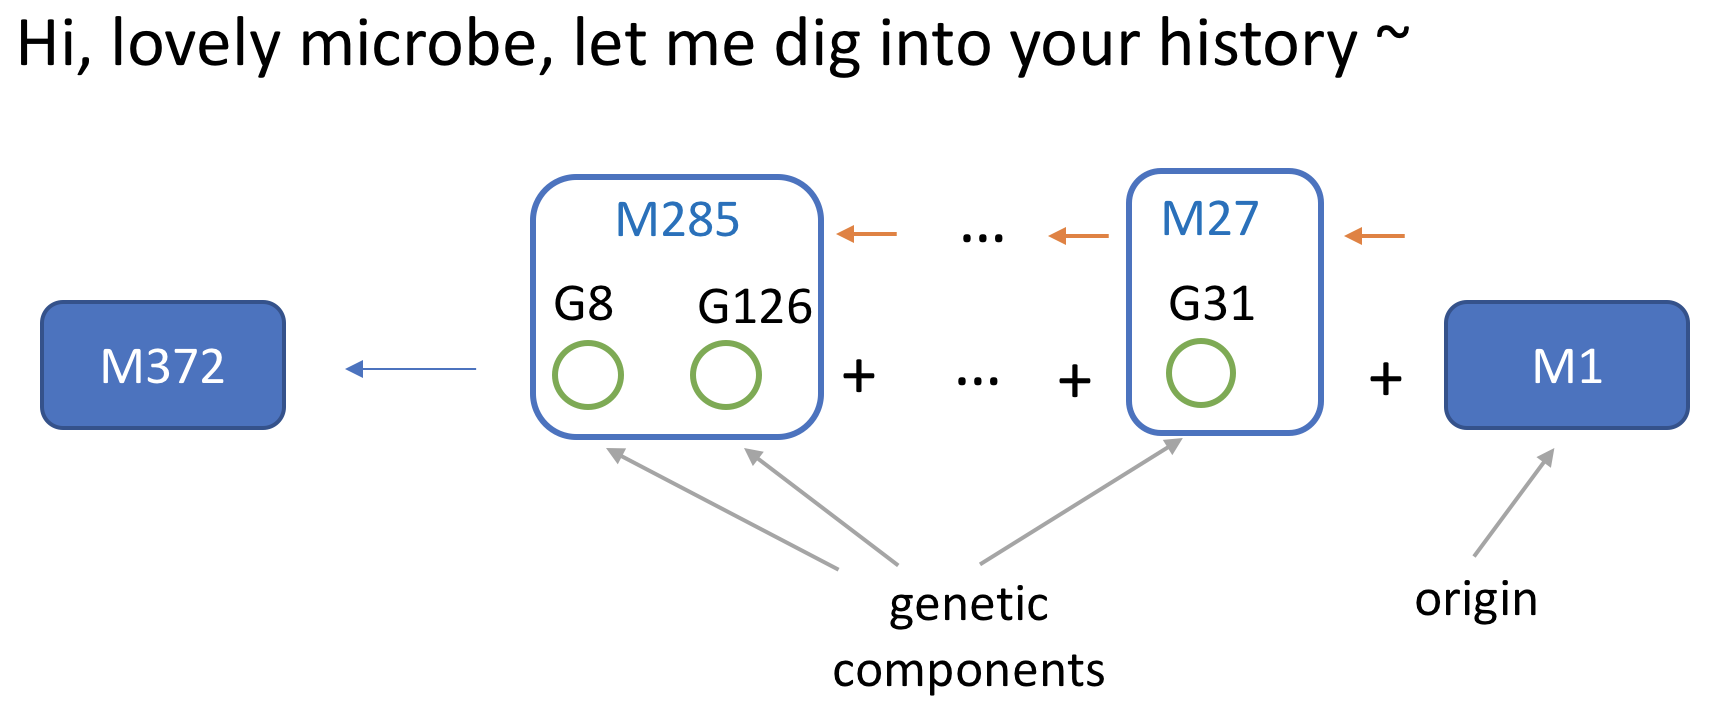 Hi, lovely microbe, let me dig into your history ~
M285 ... M27
G8 G126 G31
M372 + ... + + M1
genetic
components
origin